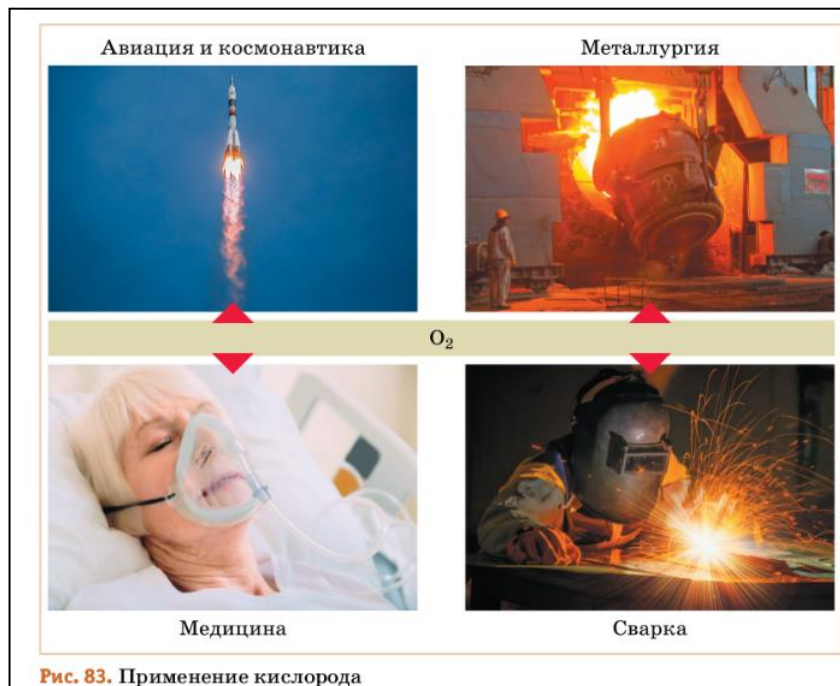 Авиация и космонавтика
Металлургия
O₂
Медицина
Сварка
Рис. 83. Применение кислорода